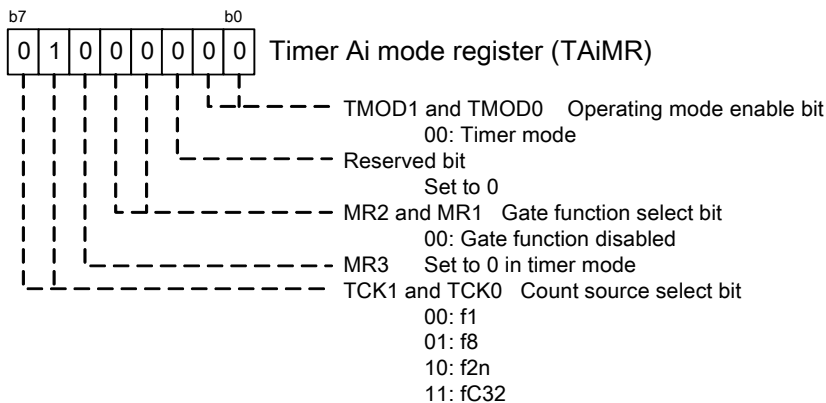 b7 b0
0 1 0 0 0 0 0 0 Timer Ai mode register (TAiMR)
TMOD1 and TMOD0 Operating mode enable bit
00: Timer mode
Reserved bit
Set to 0
MR2 and MR1 Gate function select bit
00: Gate function disabled
MR3 Set to 0 in timer mode
TCK1 and TCK0 Count source select bit
00: f1
01: f8
10: f2n
11: fC32